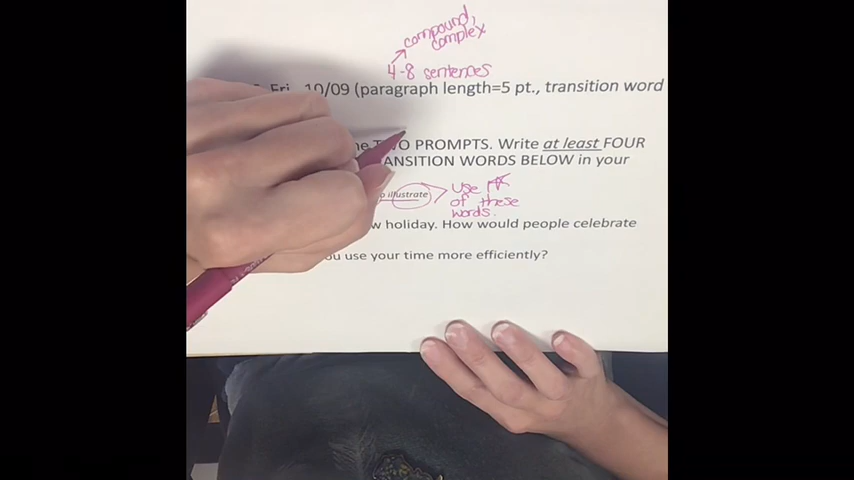 compound,
complex
4-8 sentences
Fri. 10/09 (paragraph length=5 pt., transition word
TWO PROMPTS. Write at least FOUR
TRANSITION WORDS BELOW in your
illustrate
Use
of these
words.
holiday. How would people celebrate
use your time more efficiently?